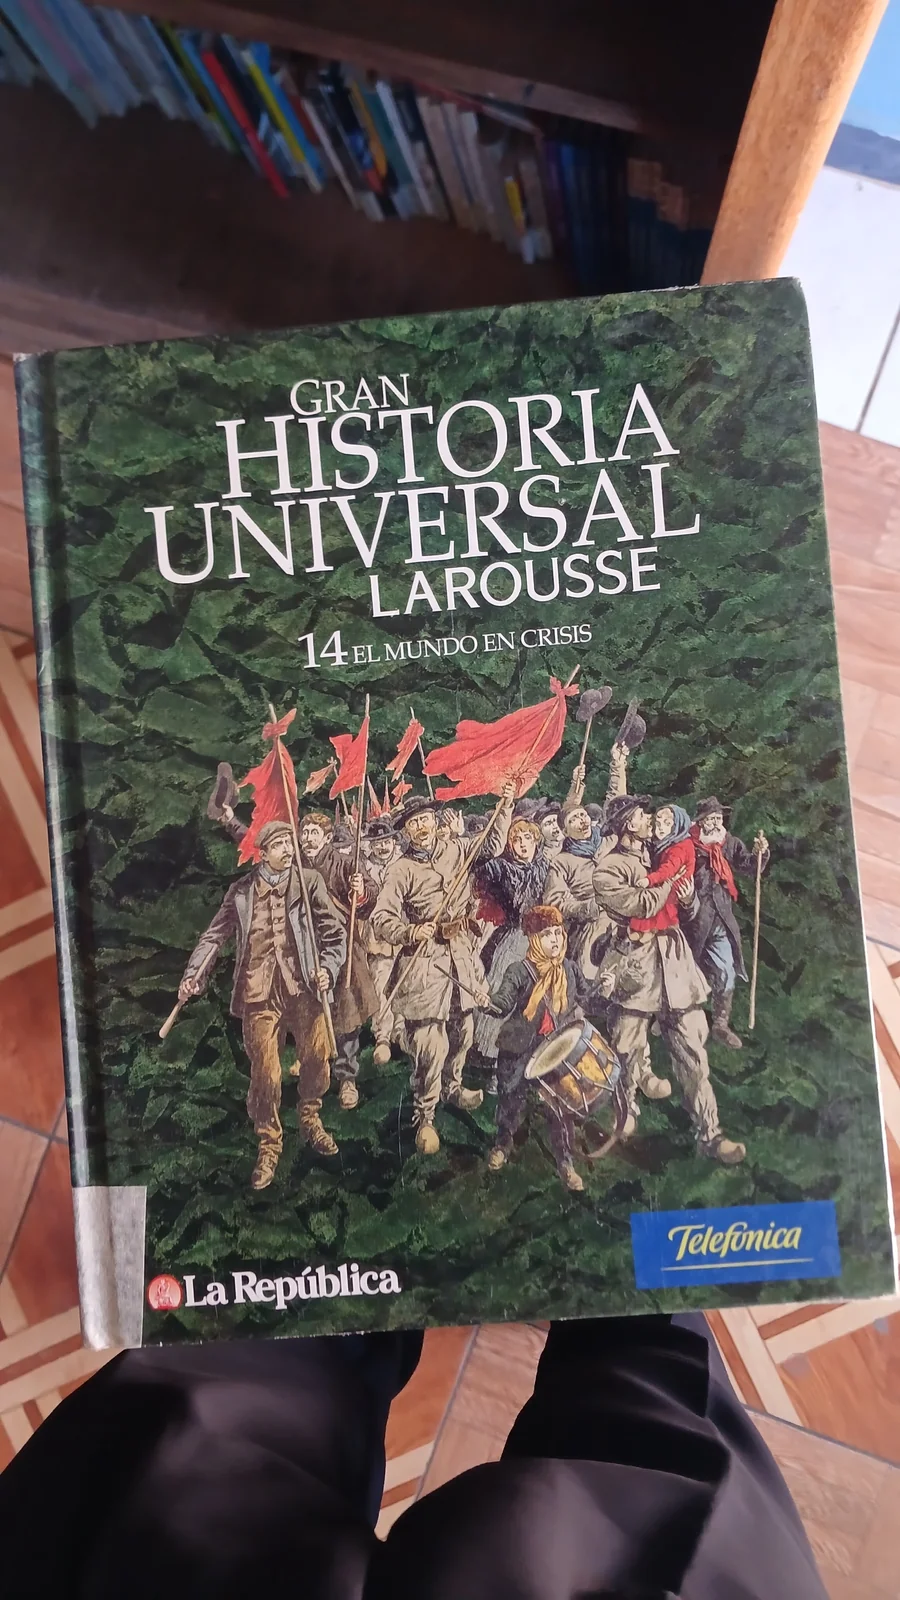 GRAN
HISTORIA
UNIVERSAL
LAROUSSE
14 EL MUNDO EN CRISIS
Telefónica
La República